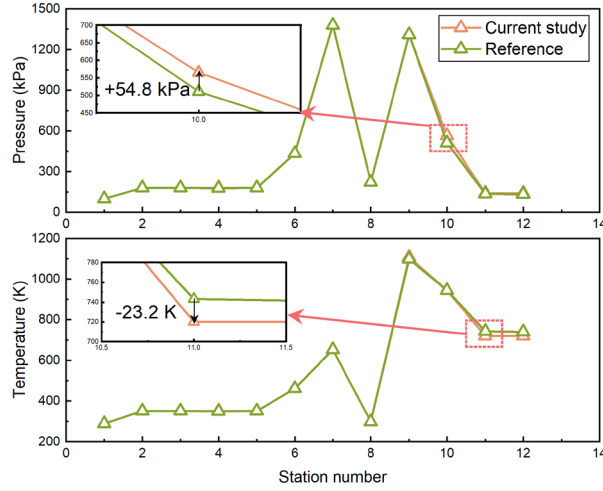 Pressure (kPa)
1500
1200
900
600
300
0
Current study
Reference
700
650
600
550
500
450
+54.8 kPa
10.0
0 2 4 6 8 10 12 14
Temperature (K)
1200
1000
800
600
400
200
780
760
740
720
700
-23.2 K
10.5 11.0 11.5
0 2 4 6 8 10 12 14
Station number